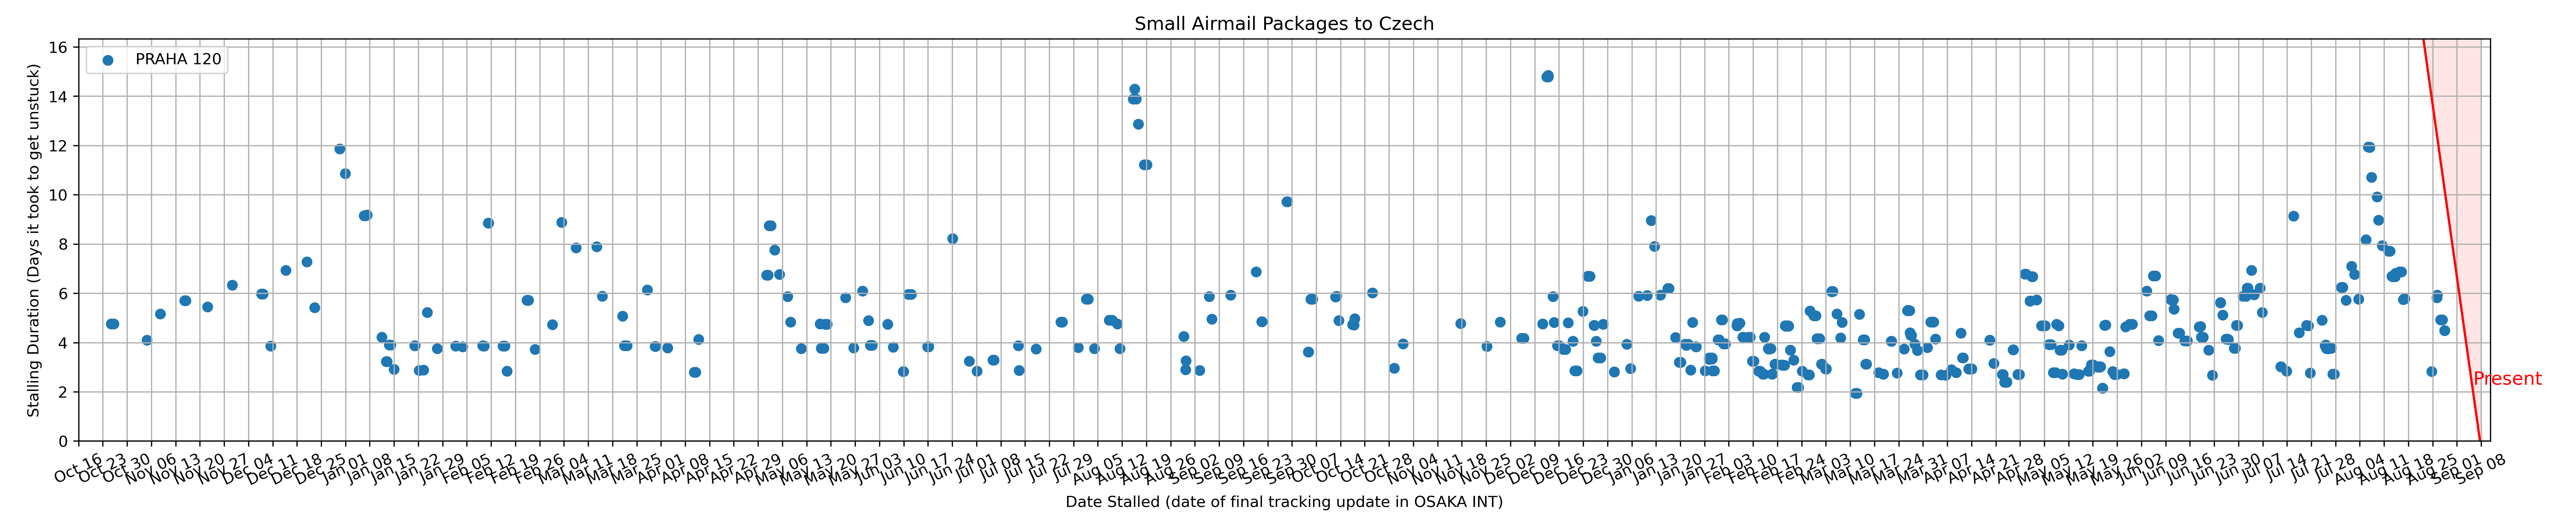 Small Airmail Packages to Czech
PRAHA 120
Stalling Duration (Days it took to get unstuck)
16
14
12
10
8
6
4
2
0
Present
Oct 16 Oct 23 Oct 30 Nov 06 Nov 13 Nov 20 Nov 27 Dec 04 Dec 11 Dec 18 Dec 25 Jan 01 Jan 08 Jan 15 Jan 22 Jan 29 Feb 05 Feb 12 Feb 19 Feb 26 Mar 04 Mar 11 Mar 18 Mar 25 Apr 01 Apr 08 Apr 15 Apr 22 Apr 29 May 06 May 13 May 20 May 27 Jun 03 Jun 10 Jun 17 Jun 24 Jul 01 Jul 08 Jul 15 Jul 22 Jul 29 Aug 05 Aug 12 Aug 19 Aug 26 Sep 02 Sep 09 Sep 16 Sep 23 Sep 30 Oct 07 Oct 14 Oct 21 Oct 28 Nov 04 Nov 11 Nov 18 Nov 25 Dec 02 Dec 09 Dec 16 Dec 23 Dec 30 Jan 06 Jan 13 Jan 20 Jan 27 Feb 03 Feb 10 Feb 17 Feb 24 Mar 03 Mar 10 Mar 17 Mar 24 Mar 31 Apr 07 Apr 14 Apr 21 Apr 28 May 05 May 12 May 19 May 26 Jun 02 Jun 09 Jun 16 Jun 23 Jun 30 Jul 07 Jul 14 Jul 21 Jul 28 Aug 04 Aug 11 Aug 18 Aug 25 Sep 01 Sep 08
Date Stalled (date of final tracking update in OSAKA INT)